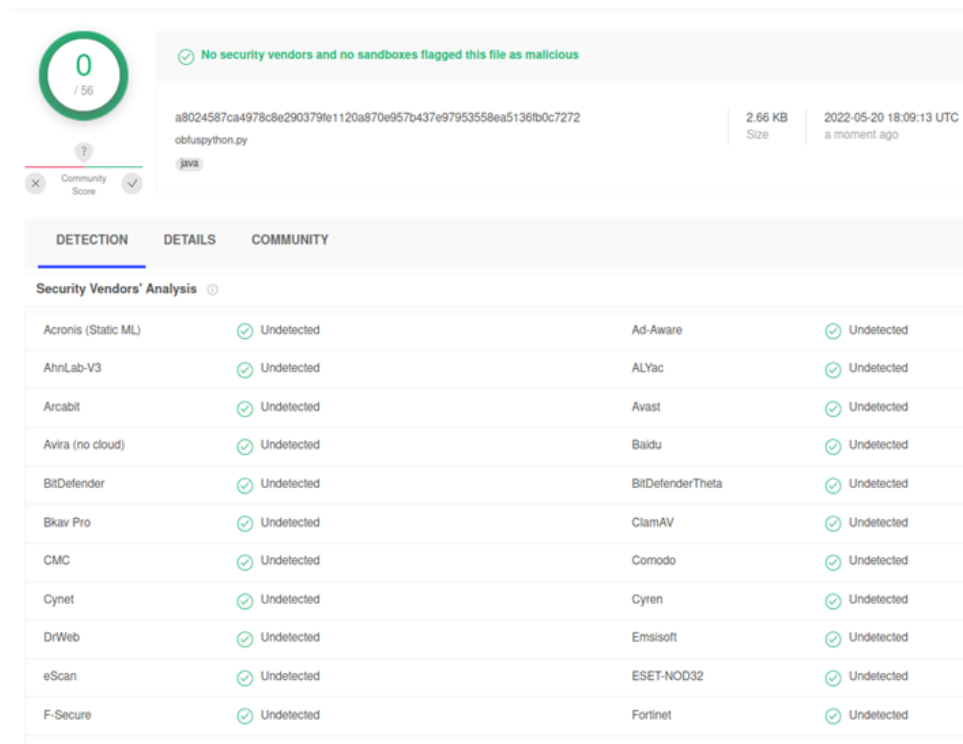 0
/ 56
No security vendors and no sandboxes flagged this file as malicious
a8024587ca4978c8e290379fe1120a870e957b437e97953558ea5136fb0c7272
obfuspython.py
java
2.66 KB
Size
2022-05-20 18:09:13 UTC
a moment ago
?
Community
Score
DETECTION DETAILS COMMUNITY
Security Vendors' Analysis
Acronis (Static ML) Undetected Ad-Aware Undetected
AhnLab-V3 Undetected ALYac Undetected
Arcabit Undetected Avast Undetected
Avira (no cloud) Undetected Baidu Undetected
BitDefender Undetected BitDefenderTheta Undetected
Bkav Pro Undetected ClamAV Undetected
CMC Undetected Comodo Undetected
Cynet Undetected Cyren Undetected
DrWeb Undetected Emsisoft Undetected
eScan Undetected ESET-NOD32 Undetected
F-Secure Undetected Fortinet Undetected